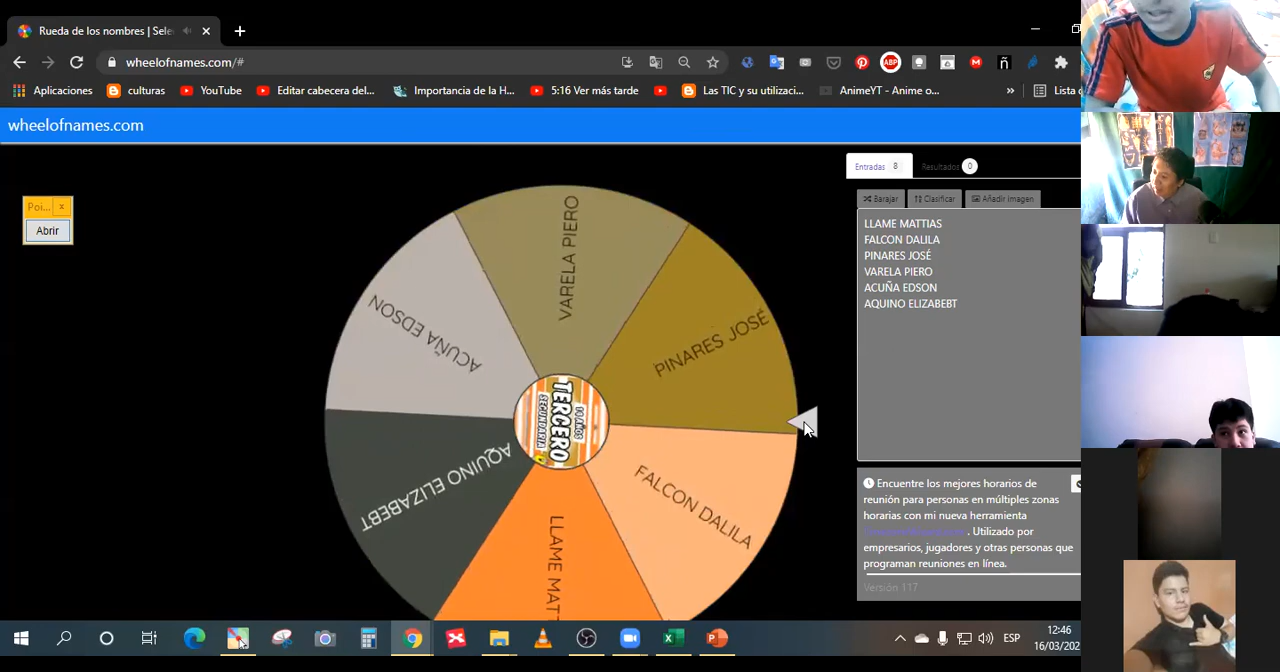 Rueda de los nombres | Sele
wheelofnames.com/#
Aplicaciones
culturas
YouTube
Editar cabecera del...
Importancia de la H...
5:16 Ver más tarde
Las TIC y su utilizaci...
AnimeYT - Anime o...
»
Lista d
wheelofnames.com
Entradas 8
Resultados 0
Poi... x
Abrir
Barajar
Clasificar
Añadir imagen
LLAME MATTIAS
FALCON DALILA
PINARES JOSÉ
VARELA PIERO
ACUÑA EDSON
AQUINO ELIZABEBT
VARELA PIERO
PINARES JOSÉ
FALCON DALILA
LLAME MATT
AQUINO ELIZABEBT
ACUÑA EDSON
TERCERO
SECUNDARIA
AÑOS
Encuentre los mejores horarios de
reunión para personas en múltiples zonas
horarias con mi nueva herramienta
. Utilizado por
empresarios, jugadores y otras personas que
programan reuniones en línea.
Versión 117
ESP
12:46
16/03/202